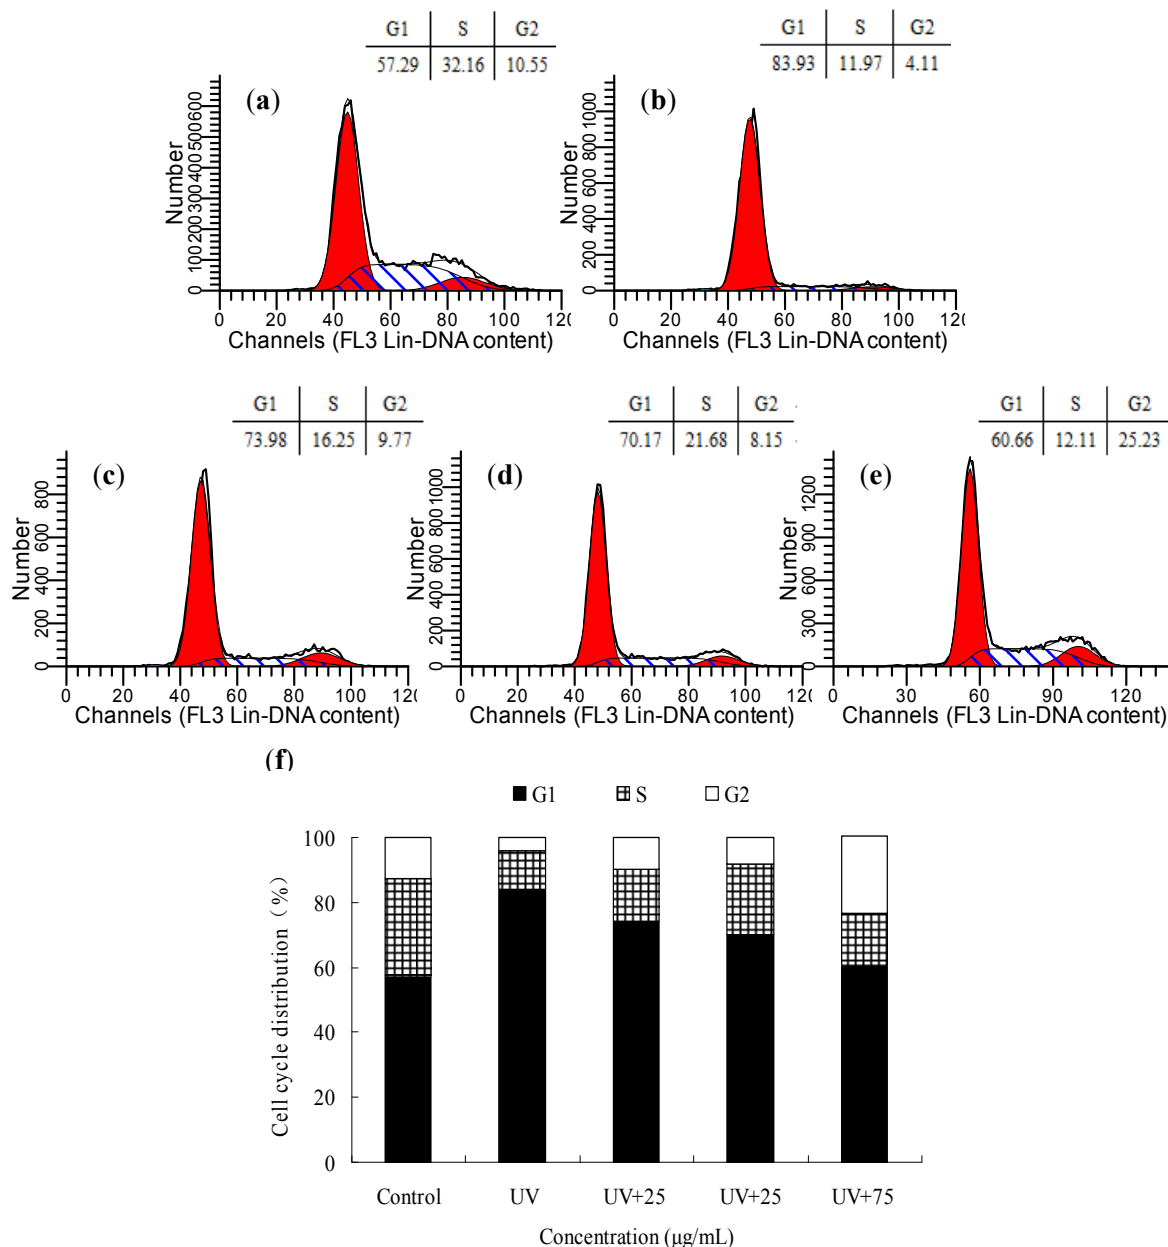 G1 S G2
57.29 32.16 10.55
(a)
Number
0 100 200 300 400 500 600
0 20 40 60 80 100 12
Channels (FL3 Lin-DNA content)
G1 S G2
83.93 11.97 4.11
(b)
Number
0 200 400 600 800 1000
0 20 40 60 80 100 120
Channels (FL3 Lin-DNA content)
G1 S G2
73.98 16.25 9.77
(c)
Number
0 200 400 600 800
0 20 40 60 80 100 120
Channels (FL3 Lin-DNA content)
G1 S G2
70.17 21.68 8.15
(d)
Number
0 200 400 600 800 1000
0 20 40 60 80 100 120
Channels (FL3 Lin-DNA content)
G1 S G2
60.66 12.11 25.23
(e)
Number
0 300 600 900 1200
0 30 60 90 120
Channels (FL3 Lin-DNA content)
(f)
G1 S G2
Cell cycle distribution (%)
100
80
60
40
20
0
Control UV UV+25 UV+25 UV+75
Concentration (μg/mL)